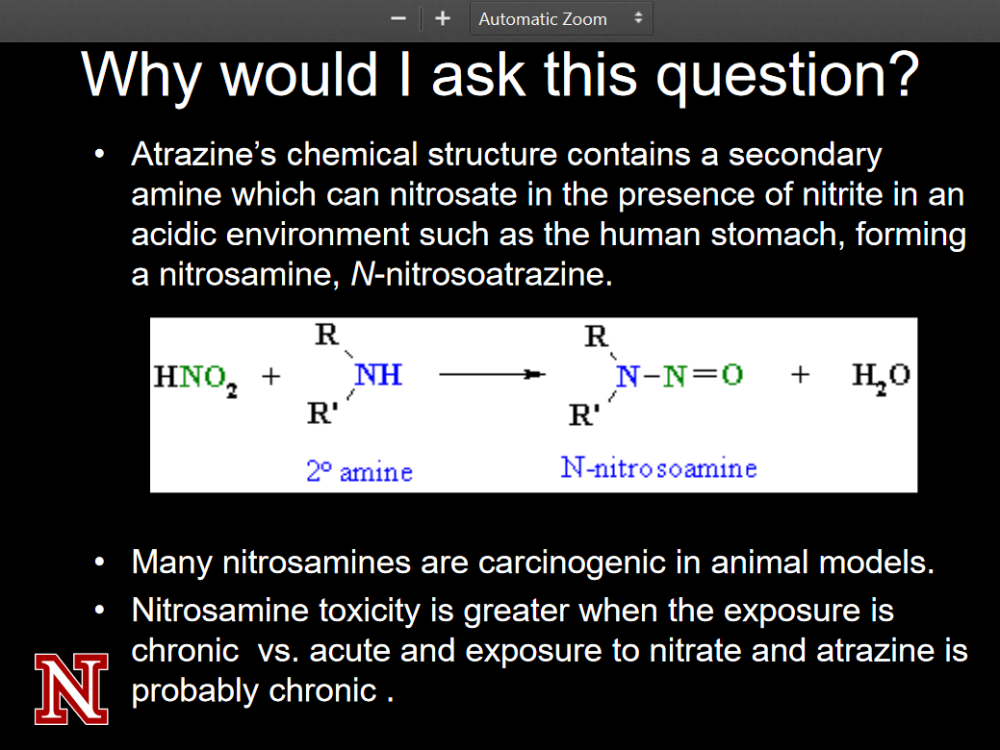 Automatic Zoom
Why would I ask this question?
• Atrazine's chemical structure contains a secondary
amine which can nitrosate in the presence of nitrite in an
acidic environment such as the human stomach, forming
a nitrosamine, N-nitrosoatrazine.
R R
HNO₂ + NH N–N=O + H₂O
R' R'
2º amine N-nitrosoamine
• Many nitrosamines are carcinogenic in animal models.
• Nitrosamine toxicity is greater when the exposure is
chronic  vs. acute and exposure to nitrate and atrazine is
probably chronic .
N